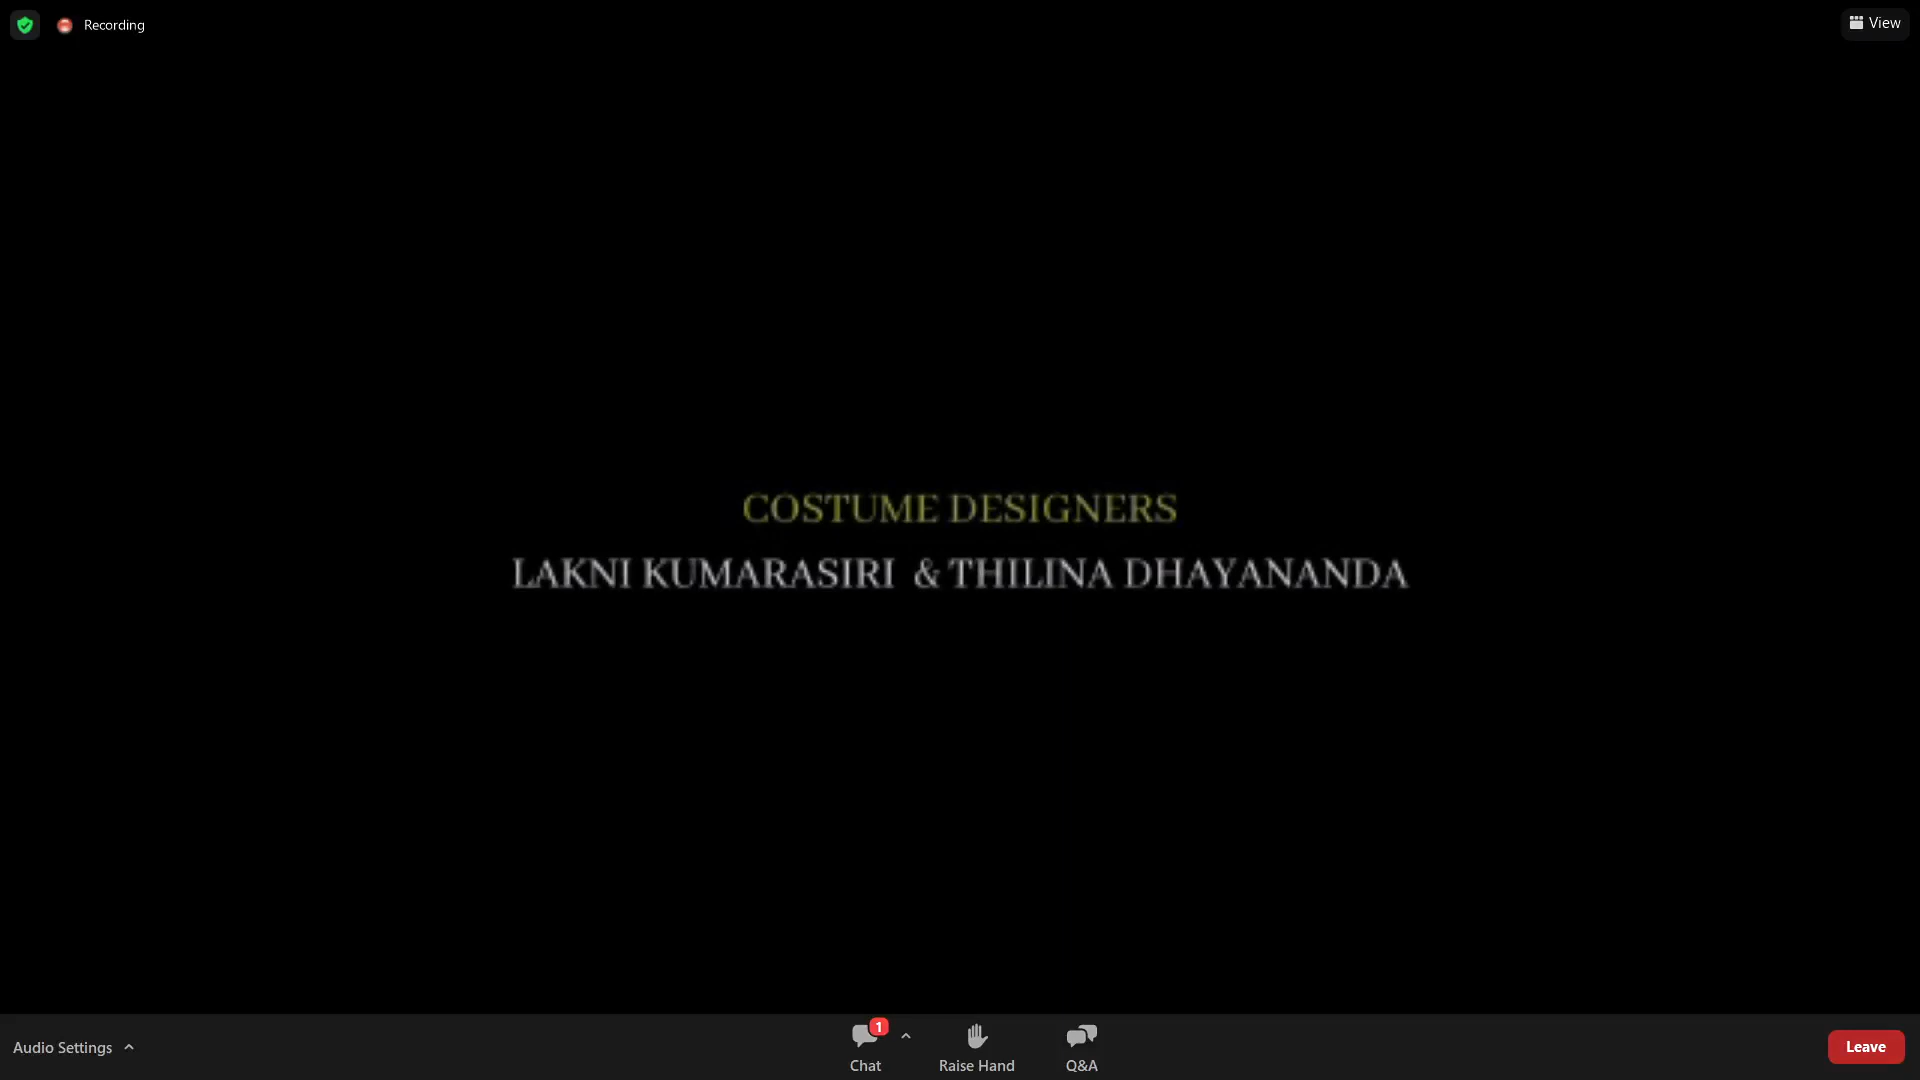 Recording
View
COSTUME DESIGNERS
LAKNI KUMARASIRI & THILINA DHAYANANDA
Audio Settings
1
Chat
Raise Hand
Q&A
Leave